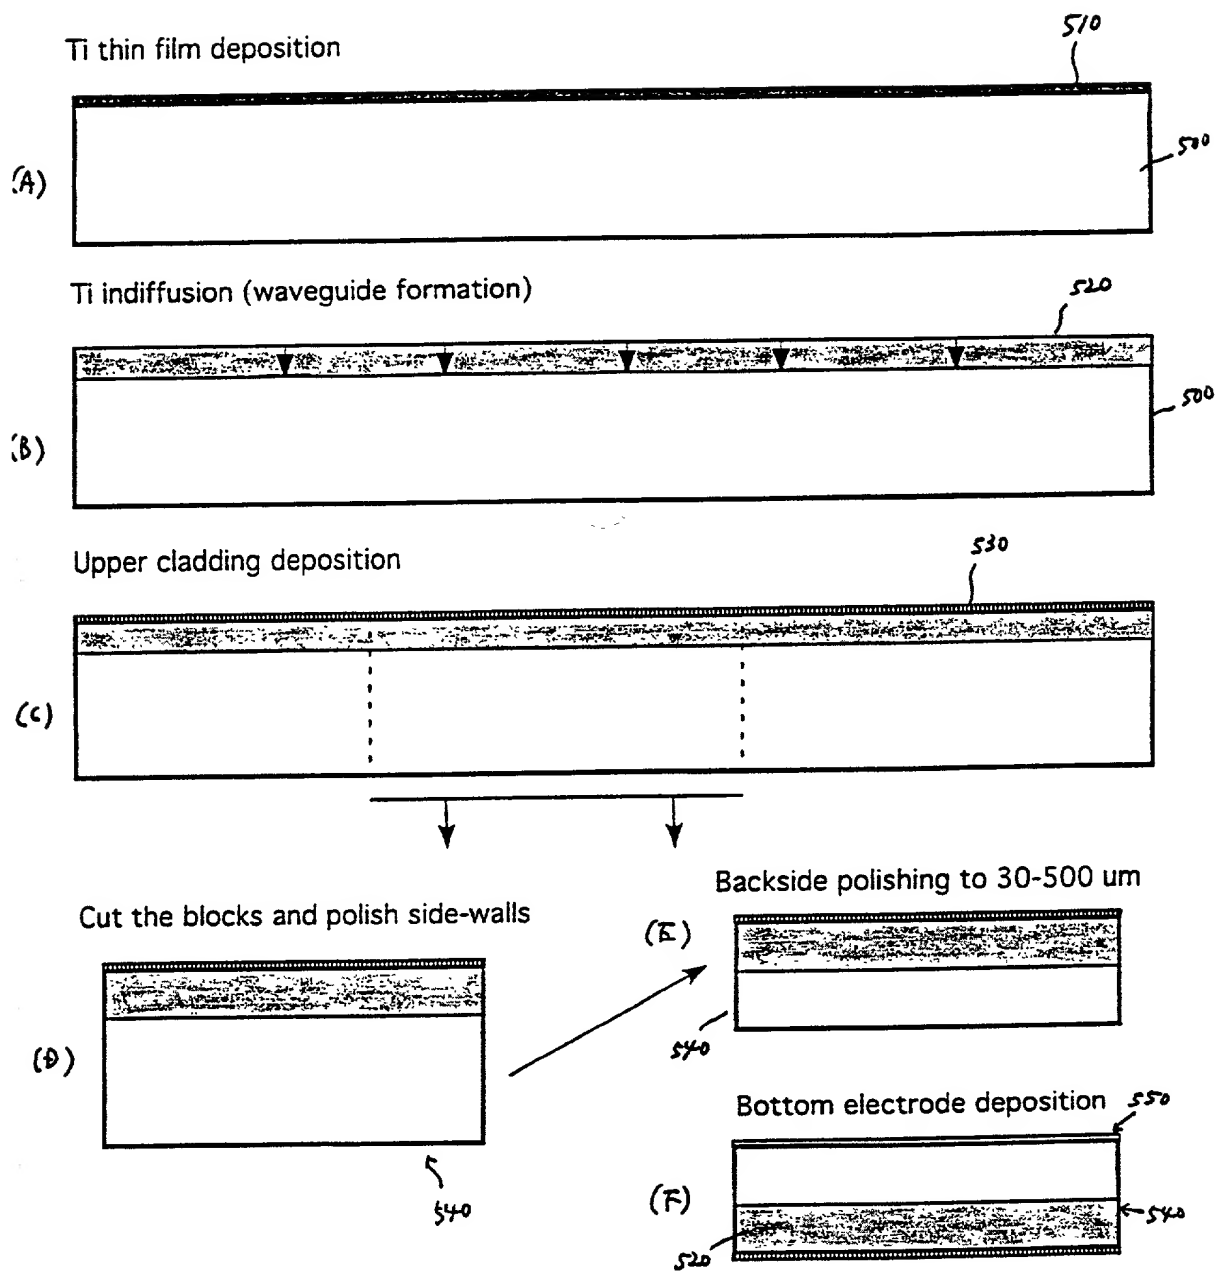 Ti thin film deposition
510
500
(A)
Ti indiffusion (waveguide formation)
520
500
(B)
Upper cladding deposition
530
(C)
Backside polishing to 30-500 um
Cut the blocks and polish side-walls
(E)
(D)
540
540
Bottom electrode deposition
550
(F)
540
520